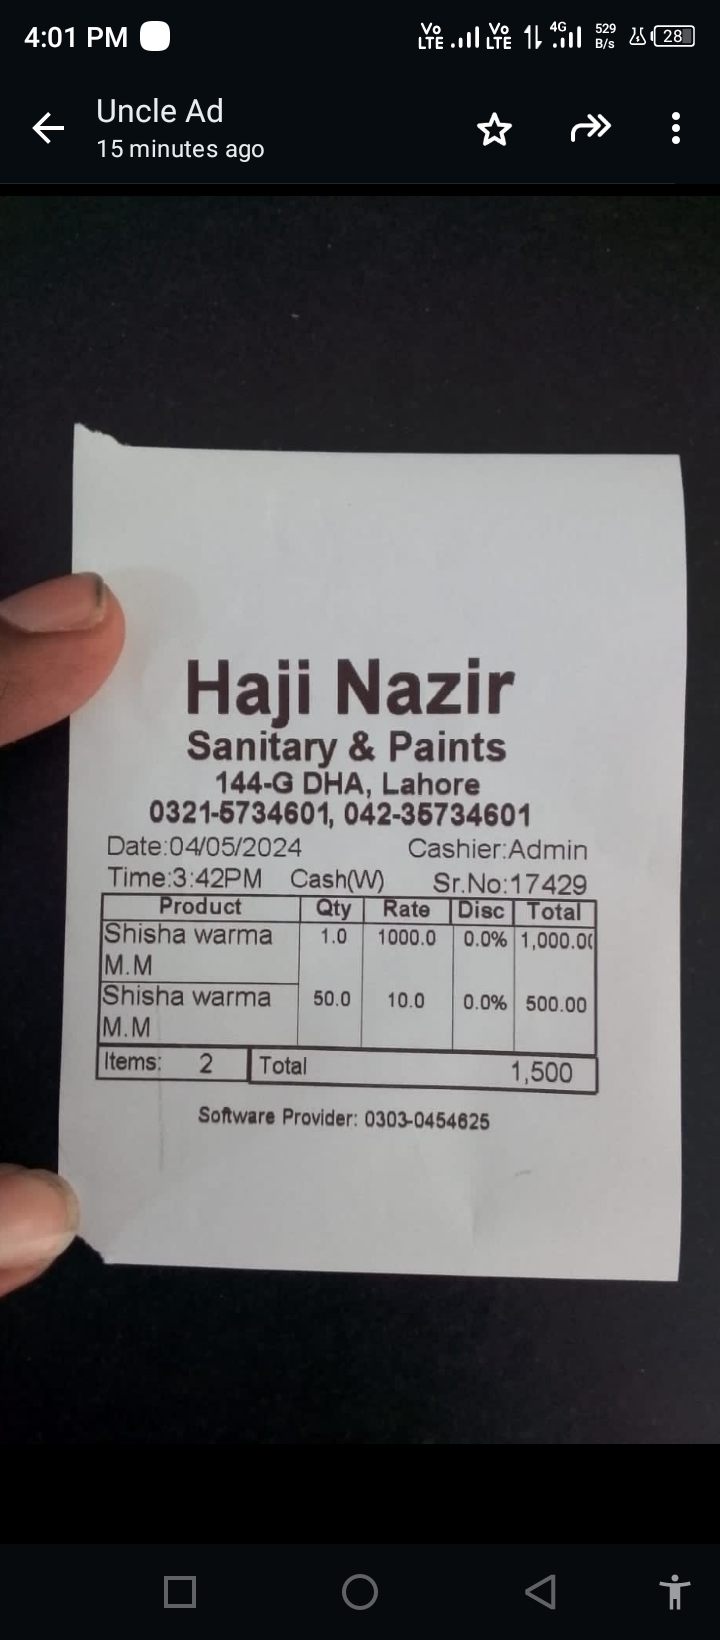 4:01 PM
Vo LTE Vo LTE 4G 529 B/s 28
Uncle Ad
15 minutes ago
Haji Nazir
Sanitary & Paints
144-G DHA, Lahore
0321-5734601, 042-35734601
Date:04/05/2024 Cashier:Admin
Time:3:42PM Cash(W) Sr.No:17429
Product Qty Rate Disc Total
Shisha warma 1.0 1000.0 0.0% 1,000.00
M.M
Shisha warma 50.0 10.0 0.0% 500.00
M.M
Items: 2 Total 1,500
Software Provider: 0303-0454625